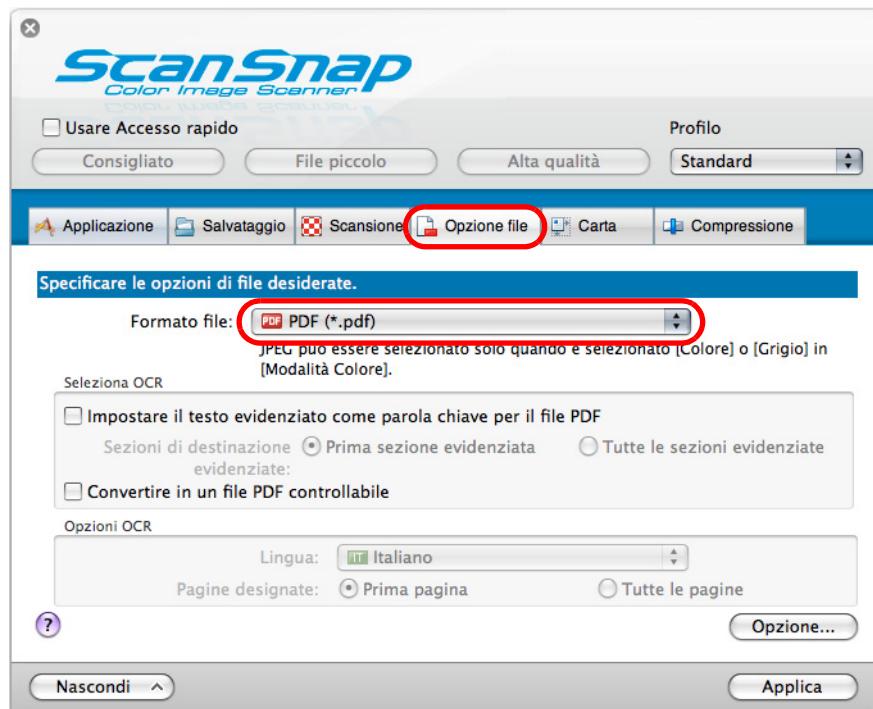 ScanSnap
Color Image Scanner
Usare Accesso rapido
Profilo
Consigliato
File piccolo
Alta qualità
Standard
Applicazione
Salvataggio
Scansione
Opzione file
Carta
Compressione
Specificare le opzioni di file desiderate.
Formato file:
PDF PDF (*.pdf)
JPEG può essere selezionato solo quando è selezionato [Colore] o [Grigio] in
[Modalità Colore].
Seleziona OCR
Impostare il testo evidenziato come parola chiave per il file PDF
Sezioni di destinazione
evidenziate:
Prima sezione evidenziata
Tutte le sezioni evidenziate
Convertire in un file PDF controllabile
Opzioni OCR
Lingua:
IT Italiano
Pagine designate:
Prima pagina
Tutte le pagine
?
Opzione...
Nascondi
Applica